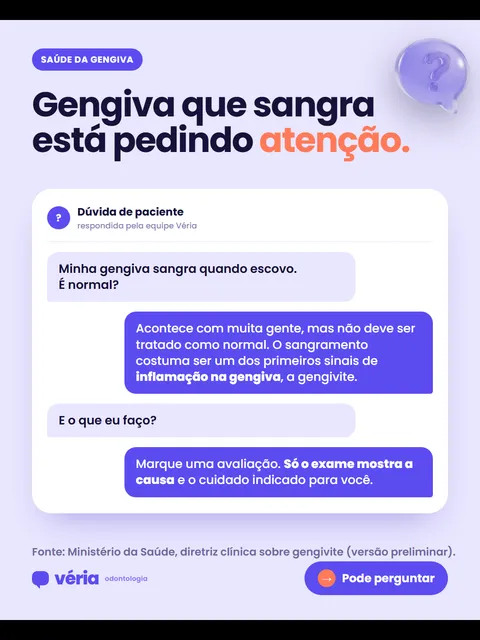 SAÚDE DA GENGIVA
?
Gengiva que sangra
está pedindo atenção.
?
Dúvida de paciente
respondida pela equipe Véria
Minha gengiva sangra quando escovo.
É normal?
Acontece com muita gente, mas não deve ser
tratado como normal. O sangramento
costuma ser um dos primeiros sinais de
inflamação na gengiva, a gengivite.
E o que eu faço?
Marque uma avaliação. Só o exame mostra a
causa e o cuidado indicado para você.
Fonte: Ministério da Saúde, diretriz clínica sobre gengivite (versão preliminar).
véria odontologia
→ Pode perguntar